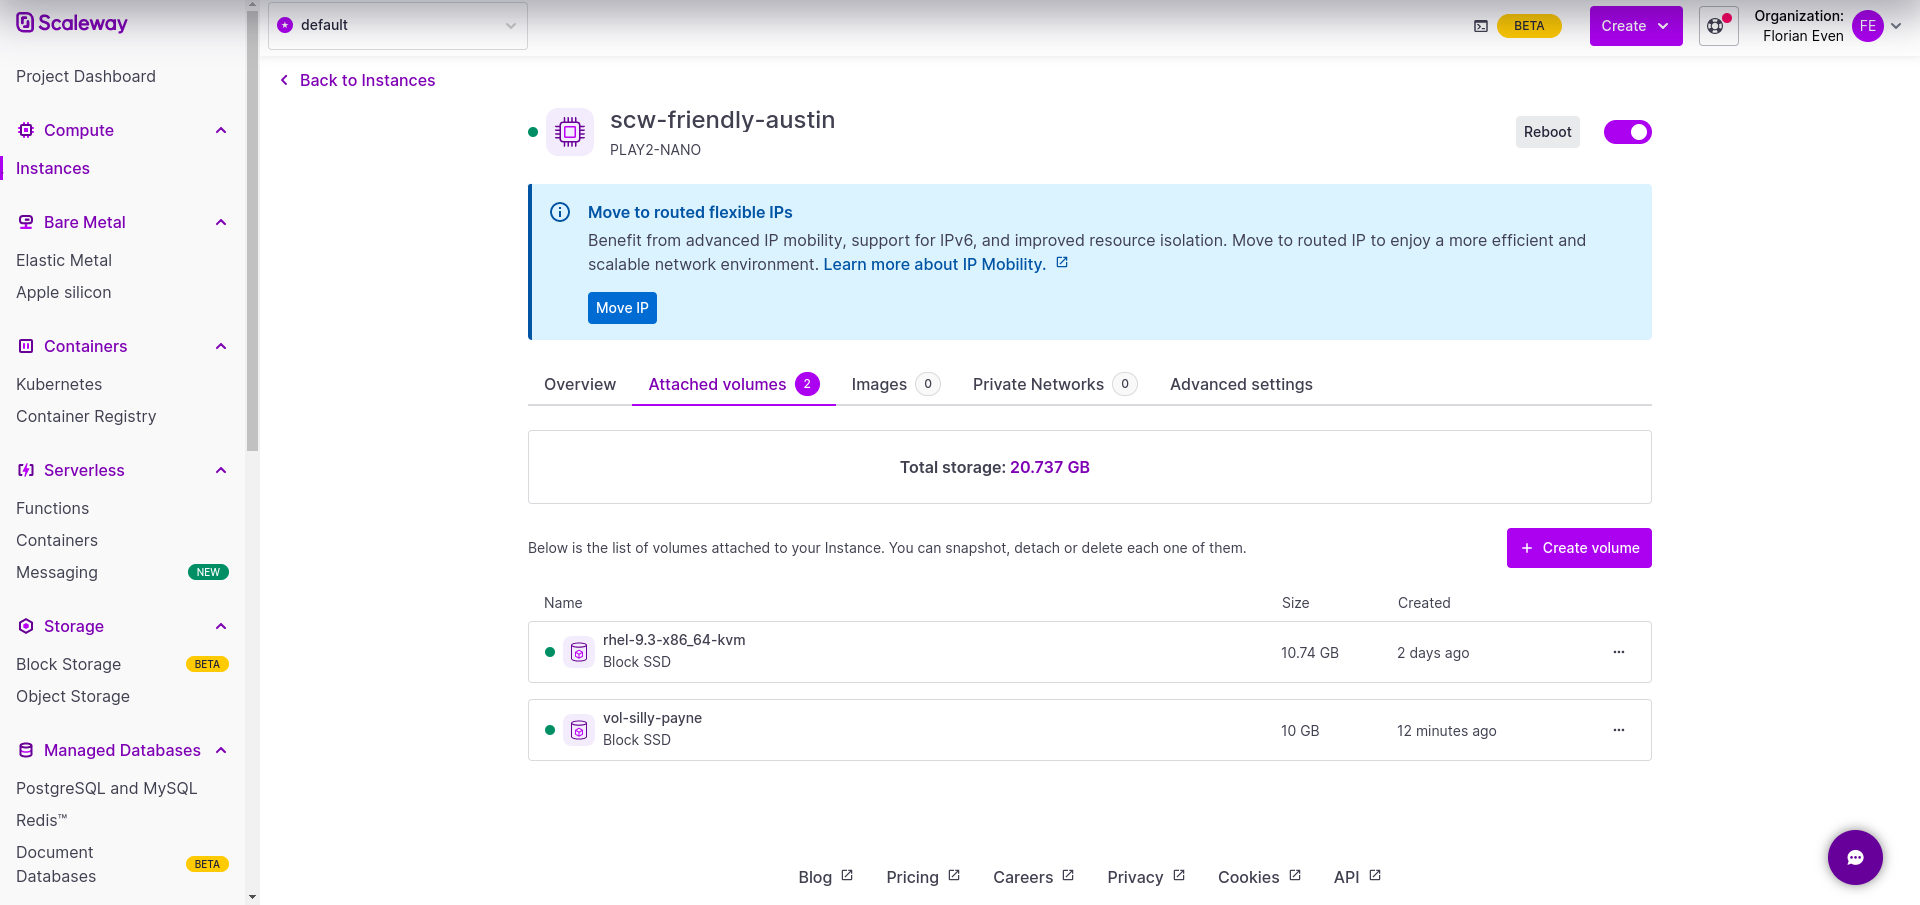 Scaleway
default
BETA
Create
Organization:
Florian Even
FE
Project Dashboard
Compute
Instances
Bare Metal
Elastic Metal
Apple silicon
Containers
Kubernetes
Container Registry
Serverless
Functions
Containers
Messaging NEW
Storage
Block Storage BETA
Object Storage
Managed Databases
PostgreSQL and MySQL
Redis™
Document
Databases BETA
Back to Instances
scw-friendly-austin
PLAY2-NANO
Reboot
Move to routed flexible IPs
Benefit from advanced IP mobility, support for IPv6, and improved resource isolation. Move to routed IP to enjoy a more efficient and
scalable network environment. Learn more about IP Mobility.
Move IP
Overview Attached volumes 2 Images 0 Private Networks 0 Advanced settings
Total storage: 20.737 GB
Below is the list of volumes attached to your Instance. You can snapshot, detach or delete each one of them.
+ Create volume
Name Size Created
rhel-9.3-x86_64-kvm
Block SSD
10.74 GB 2 days ago
vol-silly-payne
Block SSD
10 GB 12 minutes ago
Blog Pricing Careers Privacy Cookies API